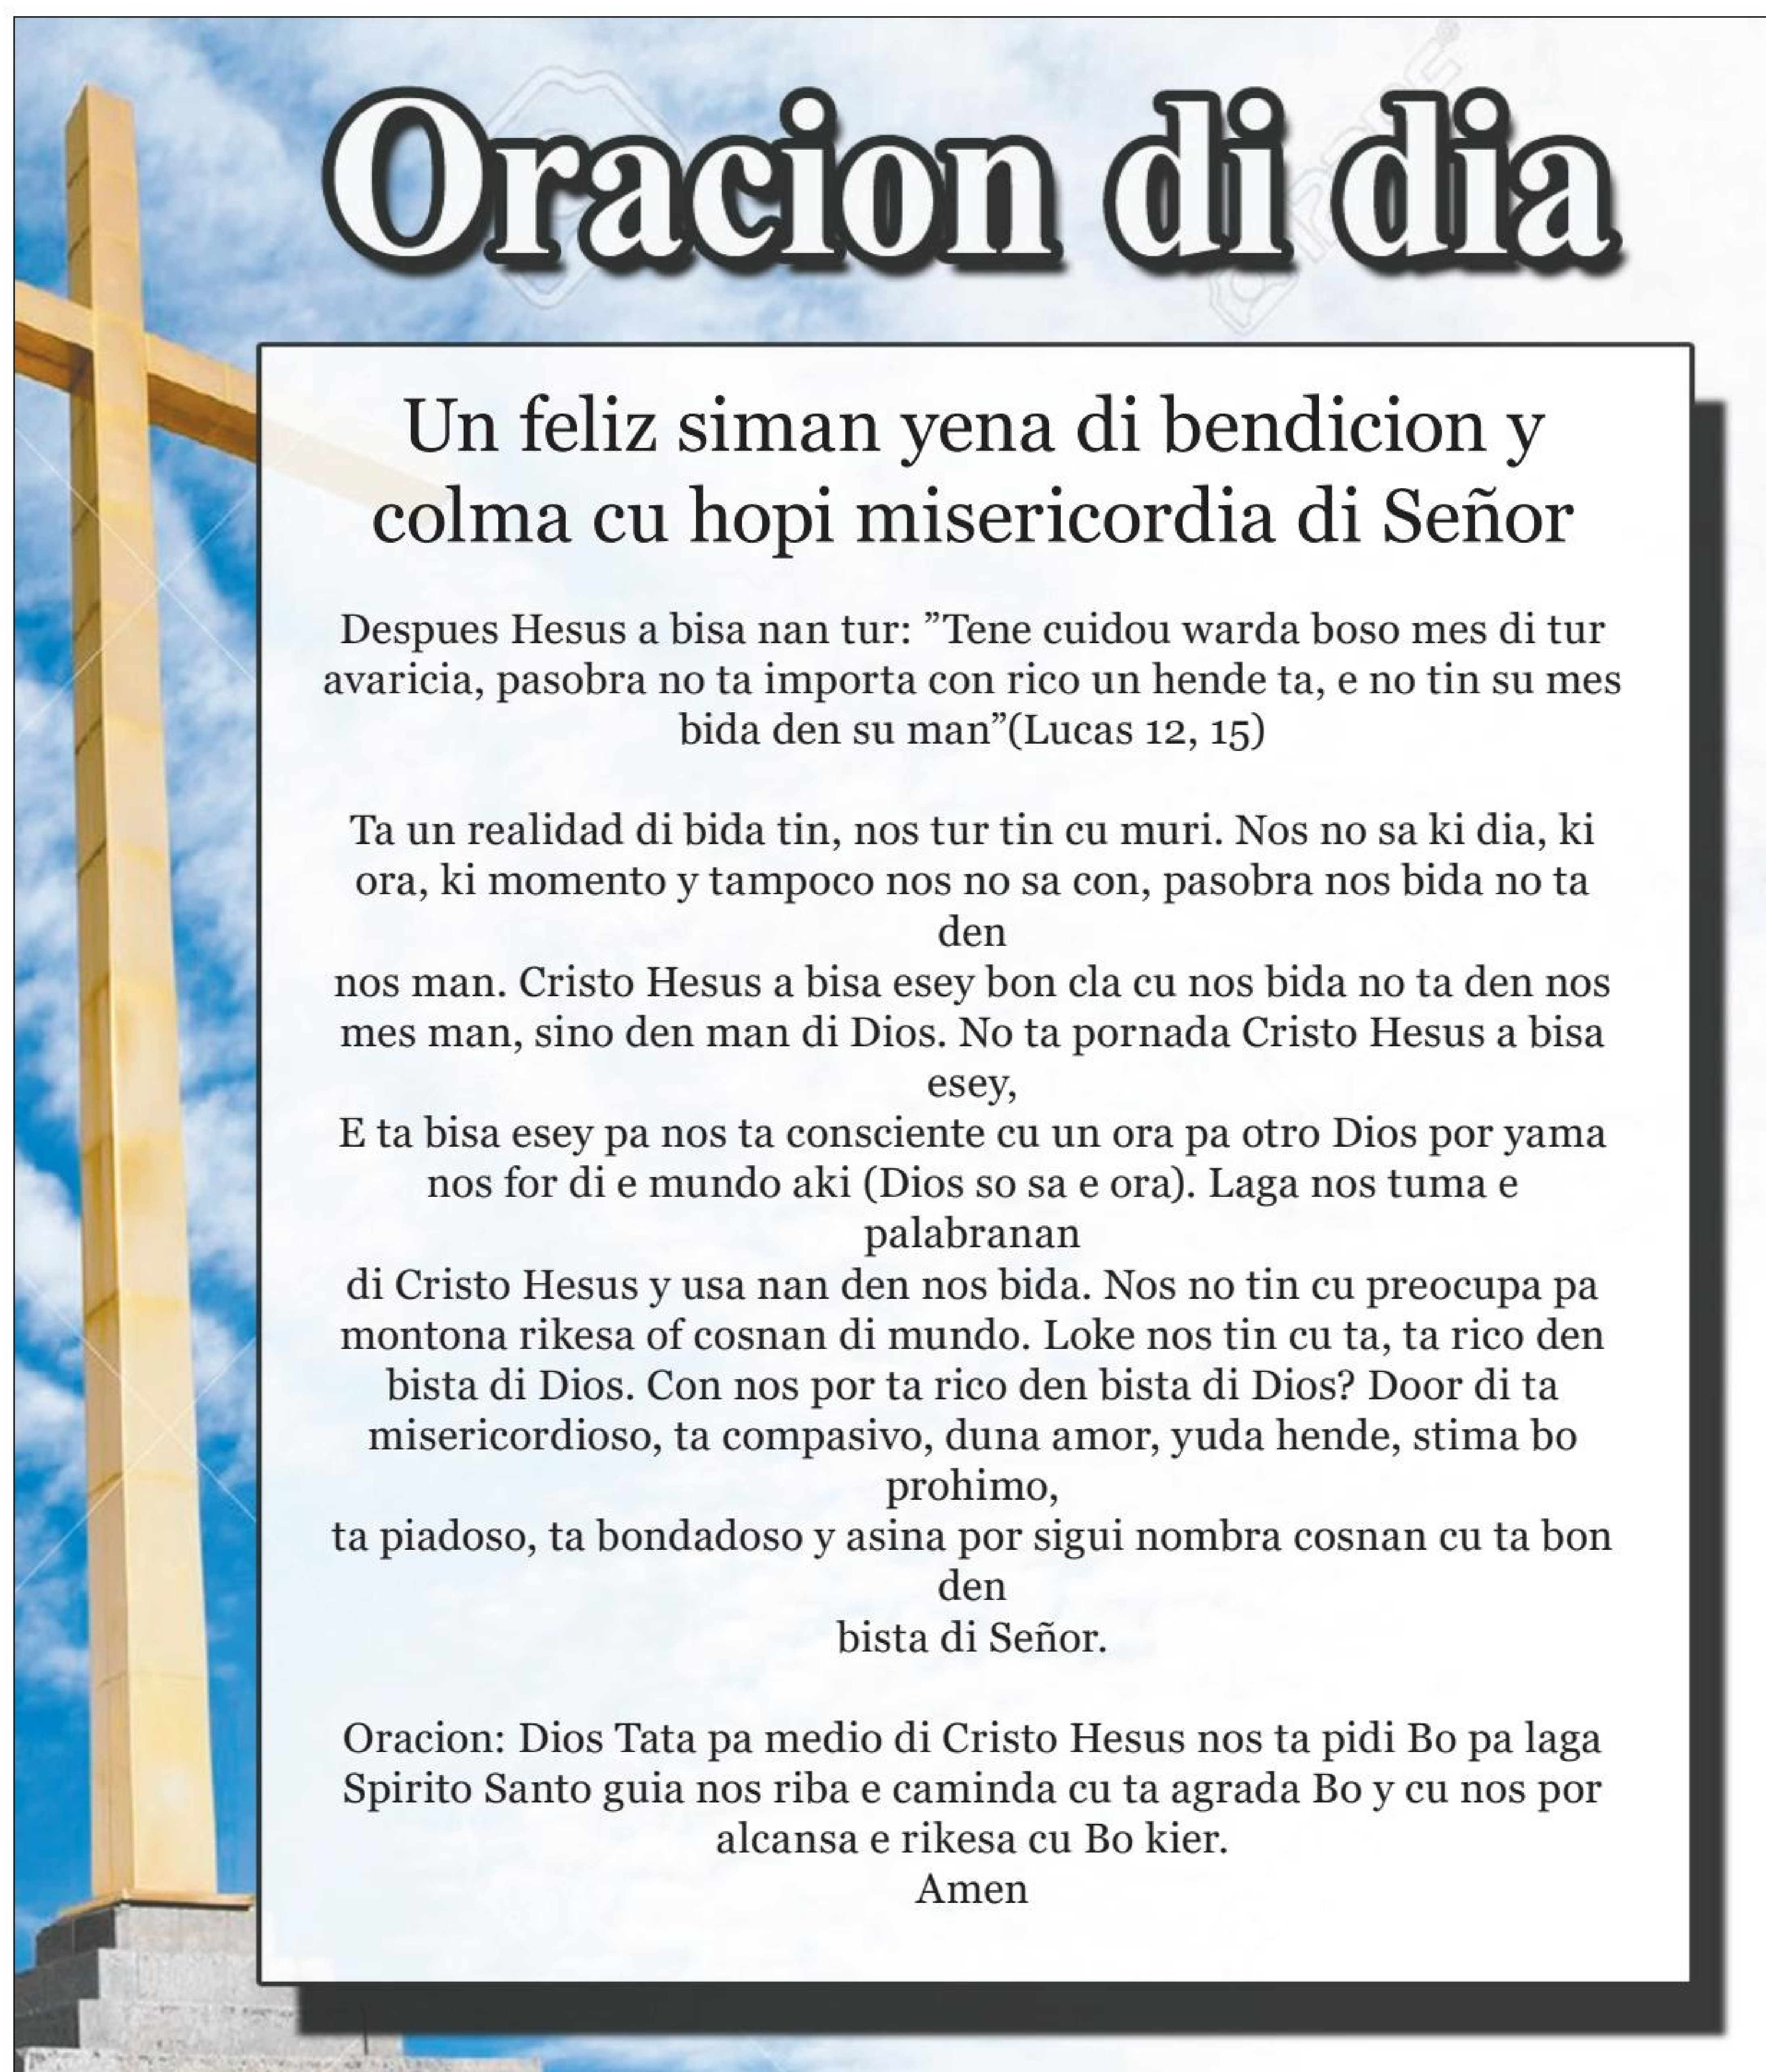 Oracion di dia
Un feliz siman yena di bendicion y
colma cu hopi misericordia di Señor
Despues Hesus a bisa nan tur: ”Tene cuidou warda boso mes di tur
avaricia, pasobra no ta importa con rico un hende ta, e no tin su mes
bida den su man”(Lucas 12, 15)
Ta un realidad di bida tin, nos tur tin cu muri. Nos no sa ki dia, ki
ora, ki momento y tampoco nos no sa con, pasobra nos bida no ta
den
nos man. Cristo Hesus a bisa esey bon cla cu nos bida no ta den nos
mes man, sino den man di Dios. No ta pornada Cristo Hesus a bisa
esey,
E ta bisa esey pa nos ta consciente cu un ora pa otro Dios por yama
nos for di e mundo aki (Dios so sa e ora). Laga nos tuma e
palabranan
di Cristo Hesus y usa nan den nos bida. Nos no tin cu preocupa pa
montona rikesa of cosnan di mundo. Loke nos tin cu ta, ta rico den
bista di Dios. Con nos por ta rico den bista di Dios? Door di ta
misericordioso, ta compasivo, duna amor, yuda hende, stima bo
prohimo,
ta piadoso, ta bondadoso y asina por sigui nombra cosnan cu ta bon
den
bista di Señor.
Oracion: Dios Tata pa medio di Cristo Hesus nos ta pidi Bo pa laga
Spirito Santo guia nos riba e caminda cu ta agrada Bo y cu nos por
alcansa e rikesa cu Bo kier.
Amen